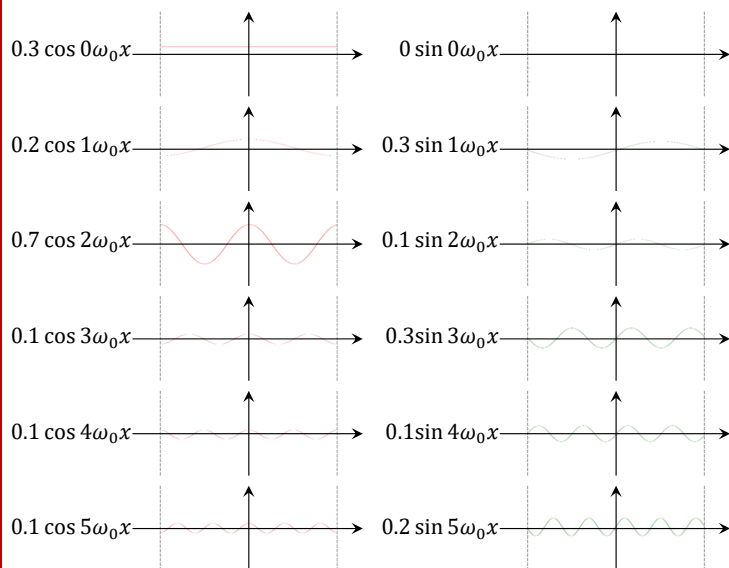 0.3 cos 0ω₀x
0 sin 0ω₀x
0.2 cos 1ω₀x
0.3 sin 1ω₀x
0.7 cos 2ω₀x
0.1 sin 2ω₀x
0.1 cos 3ω₀x
0.3sin 3ω₀x
0.1 cos 4ω₀x
0.1sin 4ω₀x
0.1 cos 5ω₀x
0.2 sin 5ω₀x